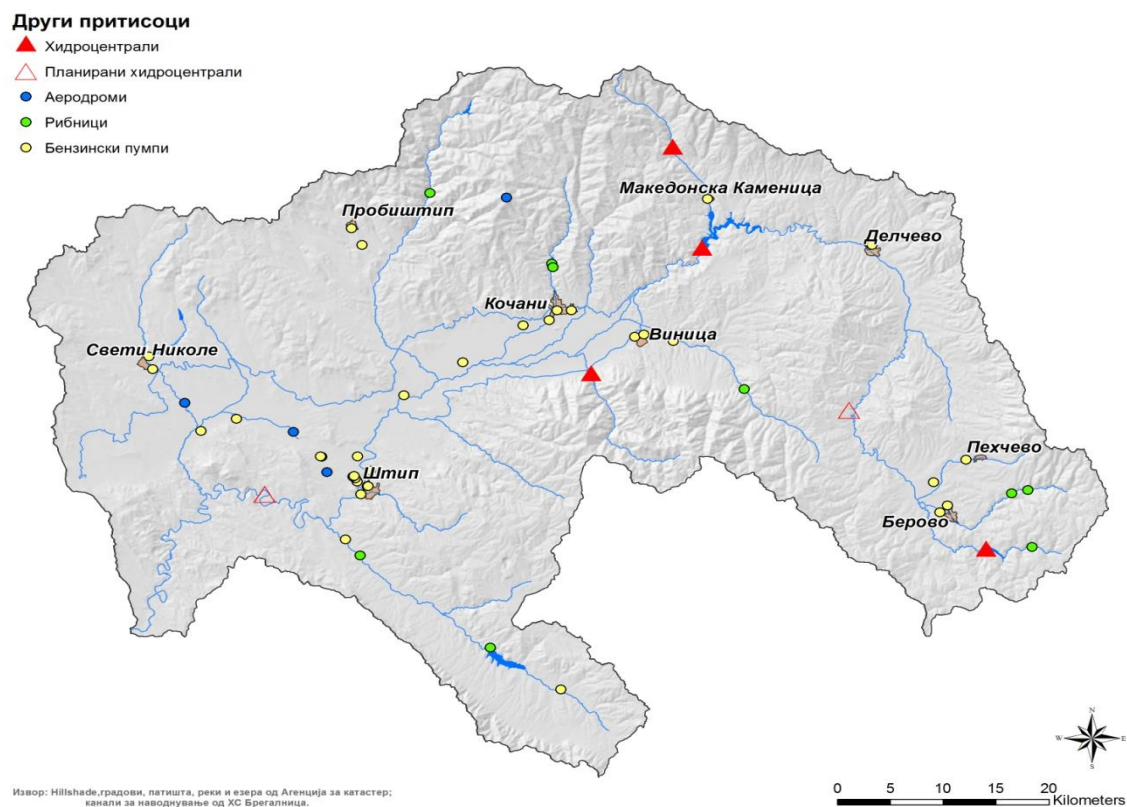 Други притисоци
Хидроцентрали
Планирани хидроцентрали
Аеродроми
Рибници
Бензински пумпи
Македонска Каменица
Пробиштип
Делчево
Кочани
Виница
Свети Николе
Пехчево
Штип
Берово
N
W E
S
0 5 10 20
Kilometers
Извор: Hillshade,градови, патишта, реки и езера од Агенција за катастер;
канали за наводнување од ХС Брегалница.